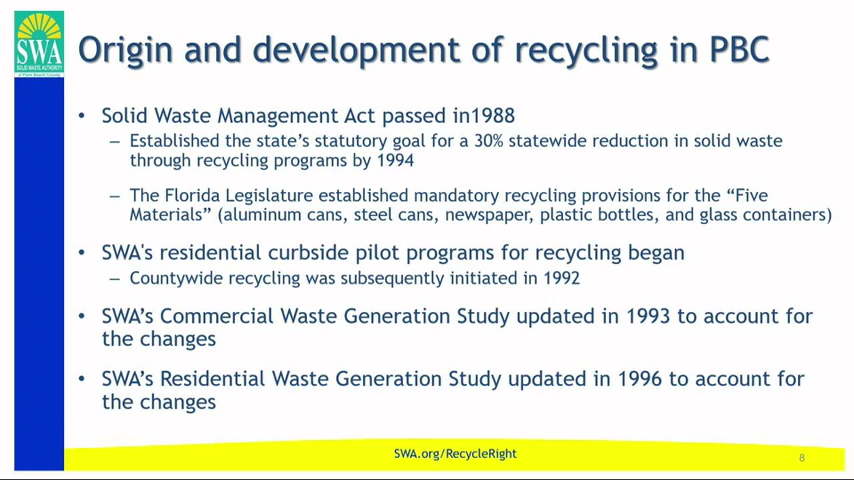 SWA
SOLID WASTE AUTHORITY
of Palm Beach County
Origin and development of recycling in PBC
• Solid Waste Management Act passed in1988
– Established the state’s statutory goal for a 30% statewide reduction in solid waste
through recycling programs by 1994
– The Florida Legislature established mandatory recycling provisions for the “Five
Materials” (aluminum cans, steel cans, newspaper, plastic bottles, and glass containers)
• SWA's residential curbside pilot programs for recycling began
– Countywide recycling was subsequently initiated in 1992
• SWA’s Commercial Waste Generation Study updated in 1993 to account for
the changes
• SWA’s Residential Waste Generation Study updated in 1996 to account for
the changes
SWA.org/RecycleRight
8